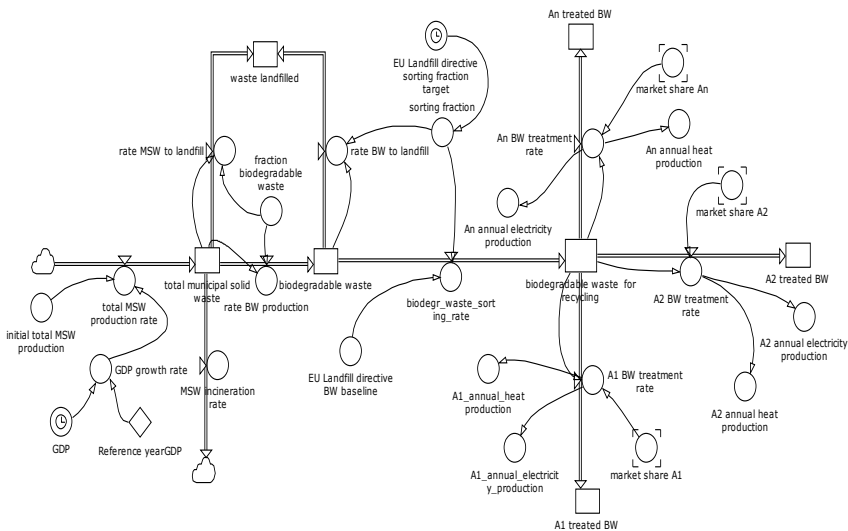 An treated BW
EU Landfill directive
sorting fraction
target
sorting fraction
waste landfilled
market share An
rate MSW to landfill
fraction
biodegradable
waste
rate BW to landfill
An BW treatment
rate
An annual heat
production
market share A2
An annual electricity
production
total municipal solid
waste
rate BW production
biodegradable waste
biodegr_waste_sort
ing_rate
biodegradable waste for
recycling
A2 treated BW
A2 BW treatment
rate
total MSW
production rate
initial total MSW
production
GDP growth rate
MSW incineration
rate
EU Landfill directive
BW baseline
A1_annual_heat
production
A1 BW treatment
rate
A2 annual electricity
production
A2 annual heat
production
GDP
Reference yearGDP
A1_annual_electricit
y_production
market share A1
A1 treated BW